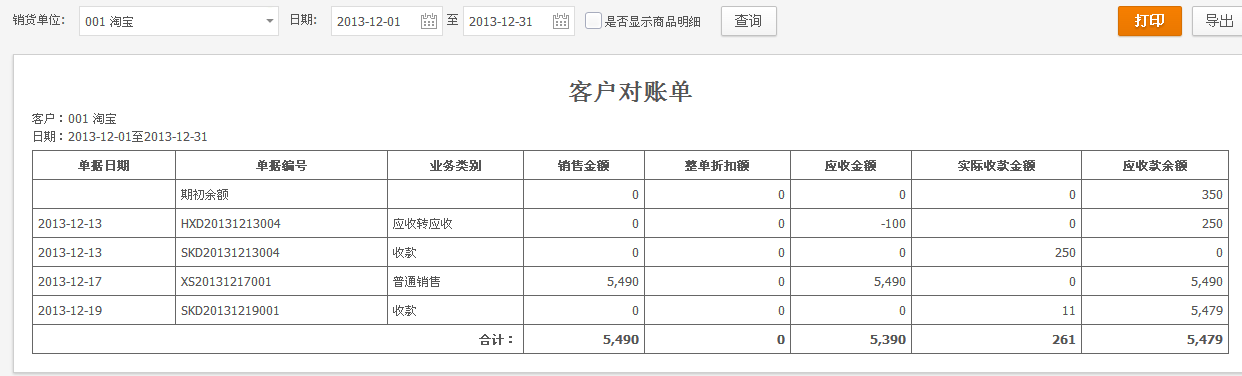 销货单位: 001 淘宝 日期: 2013-12-01 至 2013-12-31 是否显示商品明细 查询 打印 导出
客户对账单
客户：001 淘宝
日期：2013-12-01至2013-12-31
单据日期 单据编号 业务类别 销售金额 整单折扣额 应收金额 实际收款金额 应收款余额
期初余额 0 0 0 0 350
2013-12-13 HXD20131213004 应收转应收 0 0 -100 0 250
2013-12-13 SKD20131213004 收款 0 0 0 250 0
2013-12-17 XS20131217001 普通销售 5,490 0 5,490 0 5,490
2013-12-19 SKD20131219001 收款 0 0 0 11 5,479
合计： 5,490 0 5,390 261 5,479